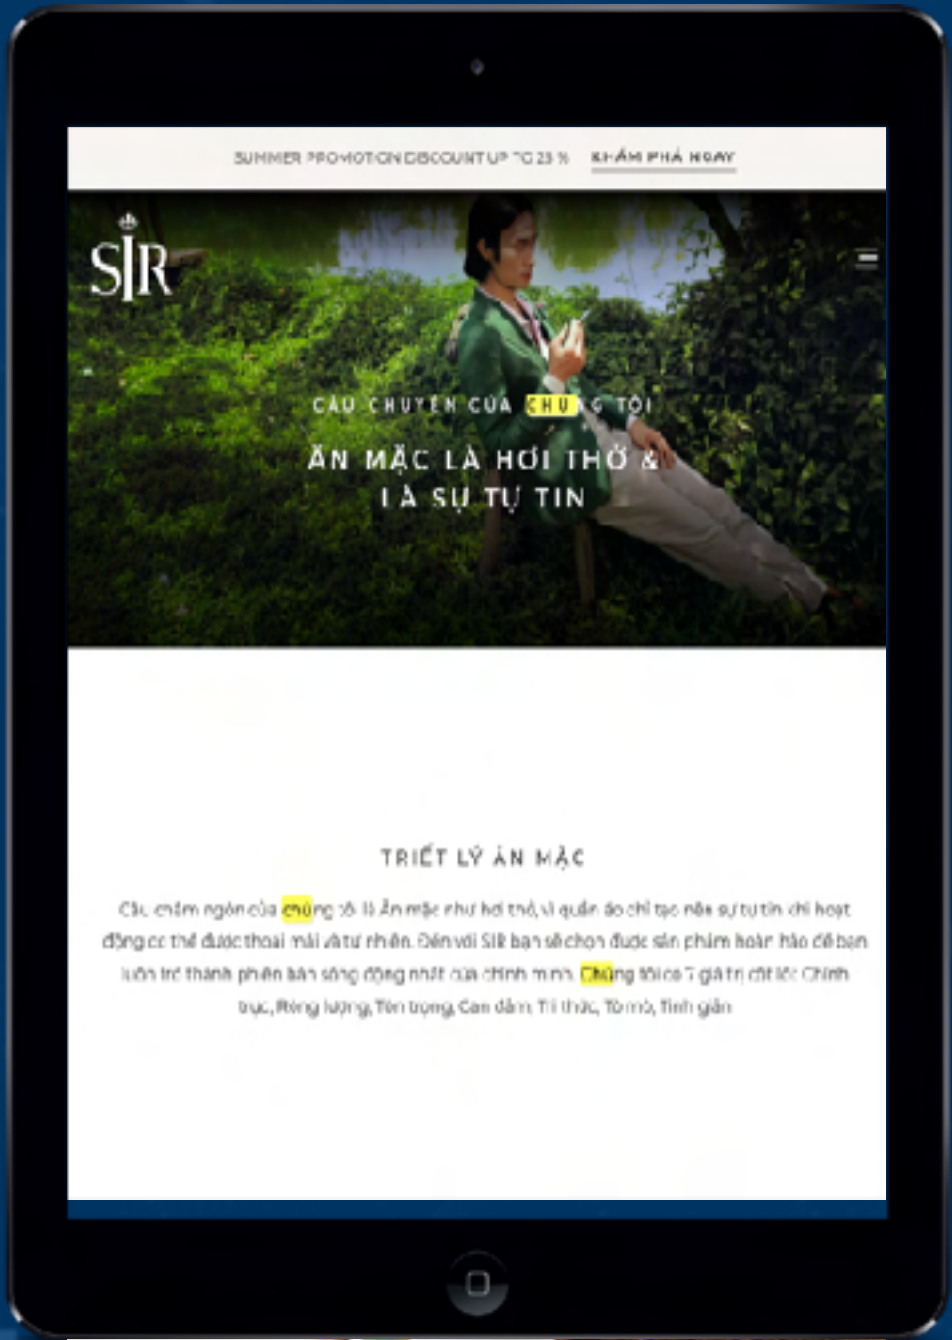 SUMMER PROMOTION DISCOUNT UP TO 25 % KHÁM PHÁ NGAY
SIR
CÂU CHUYỆN CỦA CHÚNG TÔI
ĂN MẶC LÀ HƠI THỞ &
LÀ SỰ TỰ TIN
TRIẾT LÝ ĂN MẶC
Câu châm ngôn của chúng tôi là Ăn mặc như hơi thở, vì quần áo chỉ tạo nên sự tự tin khi hoạt
động cơ thể được thoải mái và tự nhiên. Đến với SIR bạn sẽ chọn được sản phẩm hoàn hảo để bạn
luôn trở thành phiên bản sống động nhất của chính mình. Chúng tôi có 7 giá trị cốt lõi: Chính
trực, Rộng lượng, Tôn trọng, Can đảm, Tri thức, Tò mò, Tinh giản